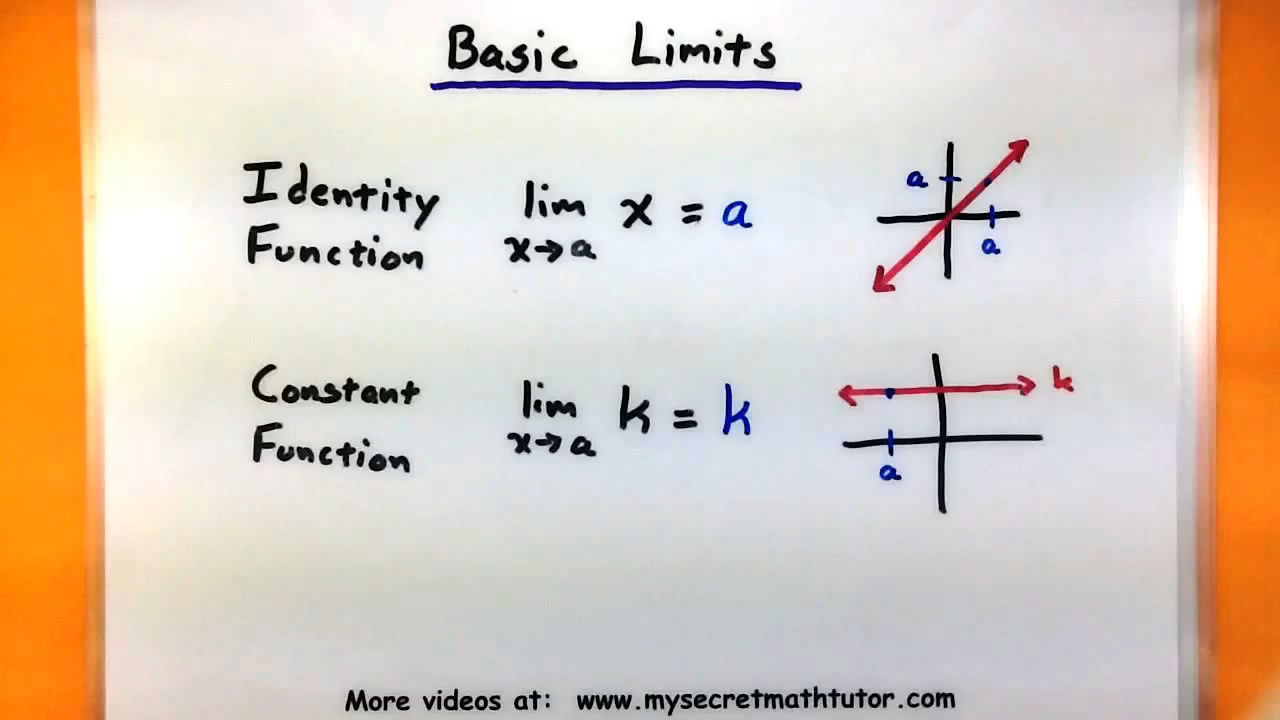 Basic Limits
Identity Function
lim x→a x = a
a
a
Constant Function
lim x→a k = k
k
a
More videos at: www.mysecretmathtutor.com